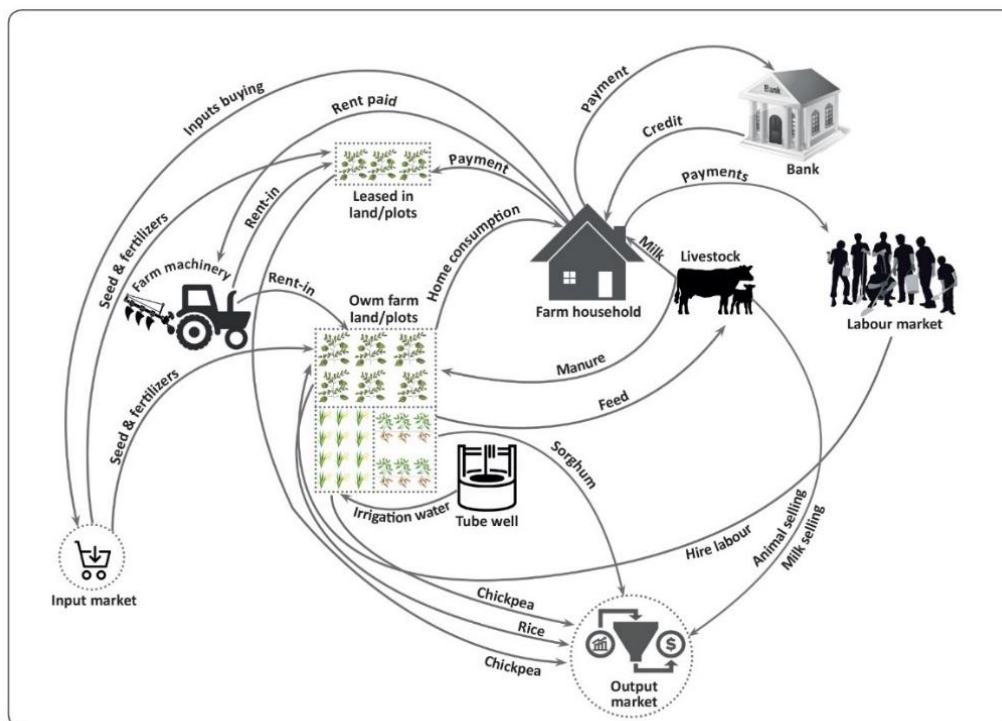 Payment
Bank
Inputs buying
Rent paid
Credit
Bank
Payment
Payments
Leased in
land/plots
Rent-in
Home consumption
Milk
Livestock
Seed & fertilizers
Farm machinery
Rent-in
Owm farm
land/plots
Farm household
Labour market
Manure
Seed & fertilizers
Feed
Sorghum
Irrigation water
Tube well
Hire labour
Animal selling
Milk selling
Input market
Chickpea
Rice
Chickpea
$
Output
market